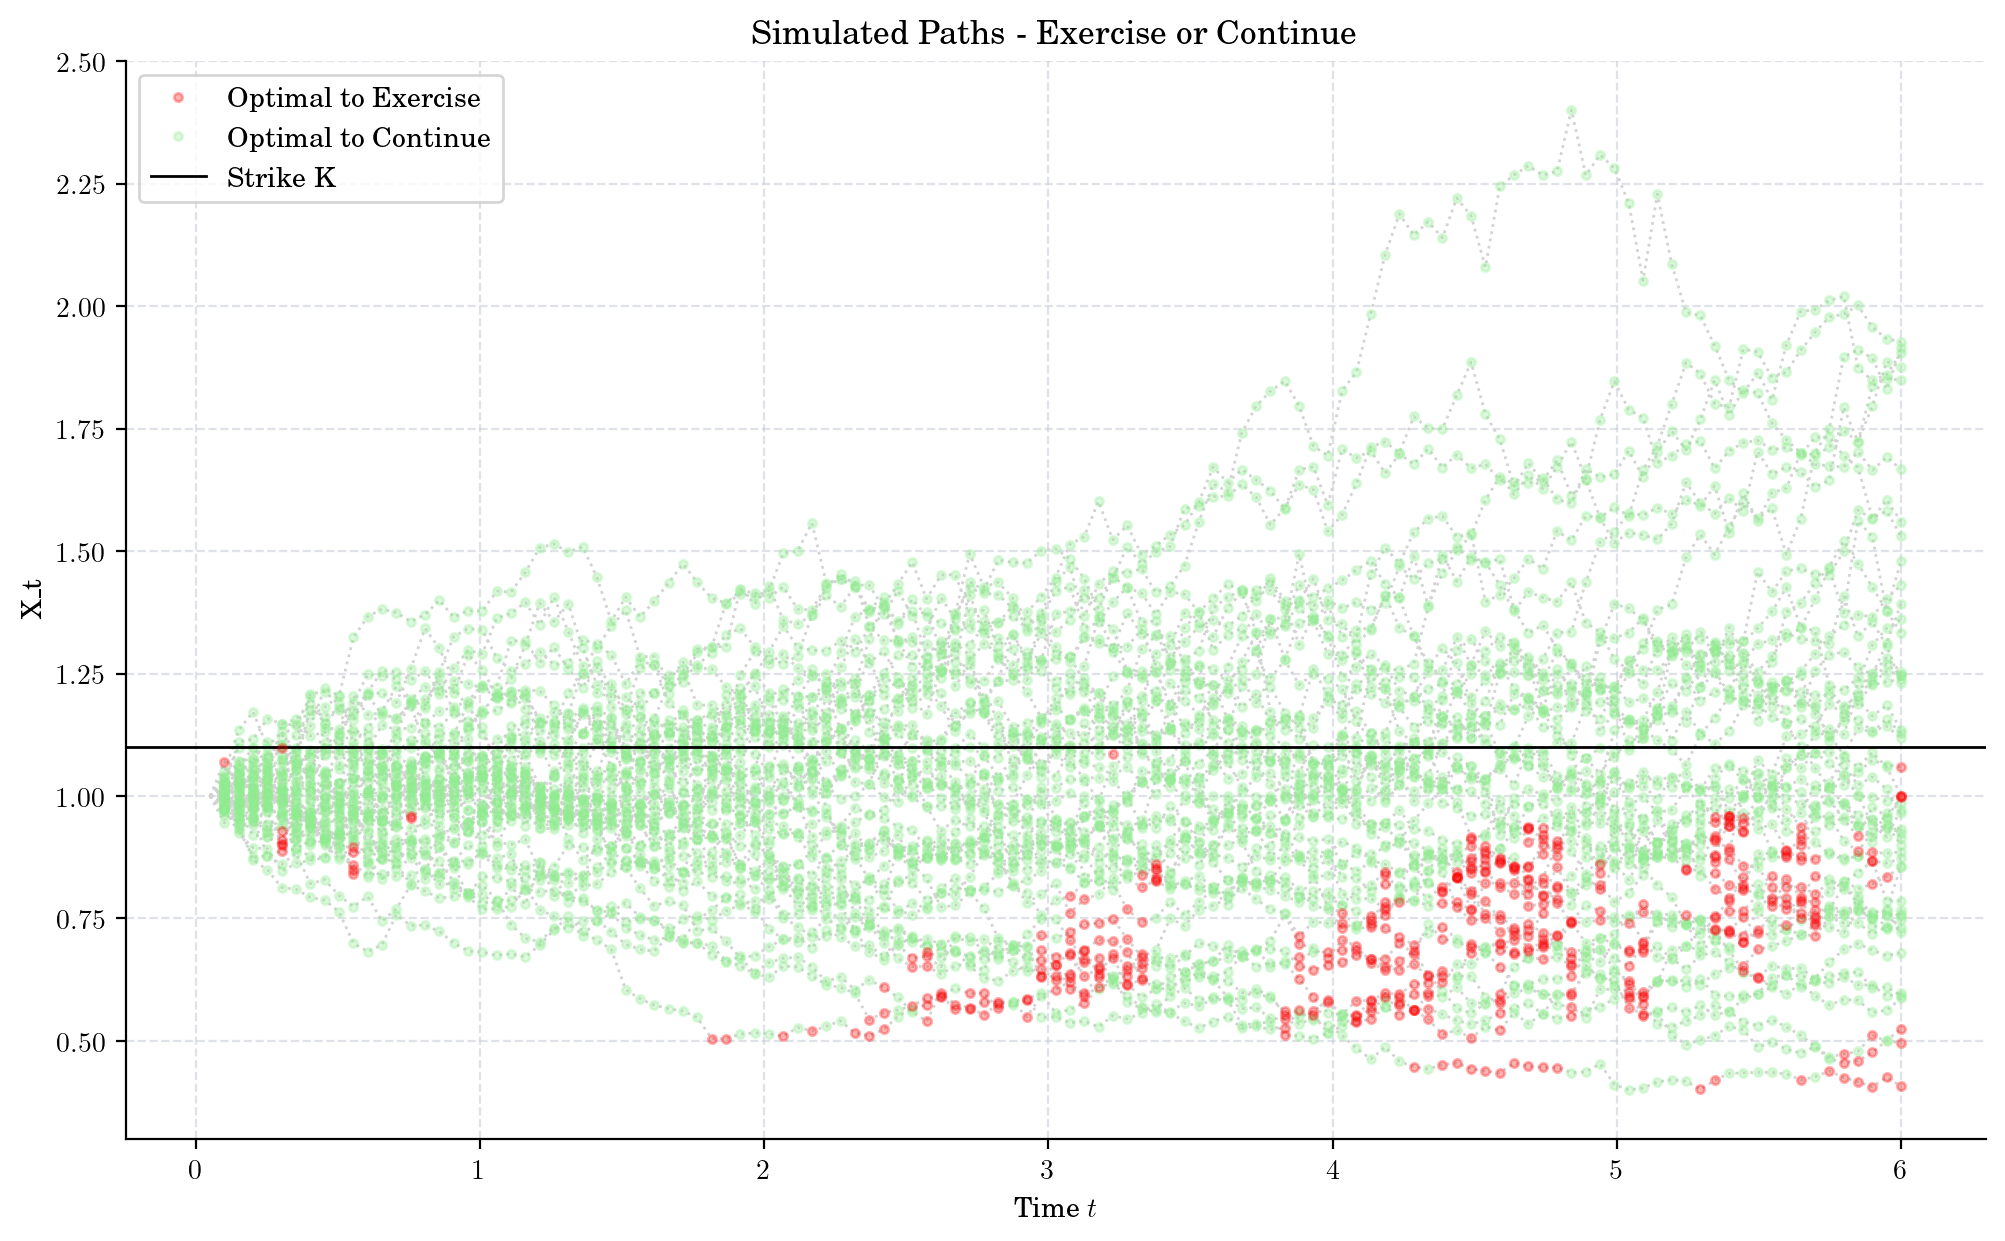 Simulated Paths - Exercise or Continue
Optimal to Exercise
Optimal to Continue
Strike K
2.50
2.25
2.00
1.75
1.50
1.25
1.00
0.75
0.50
X_t
0 1 2 3 4 5 6
Time t